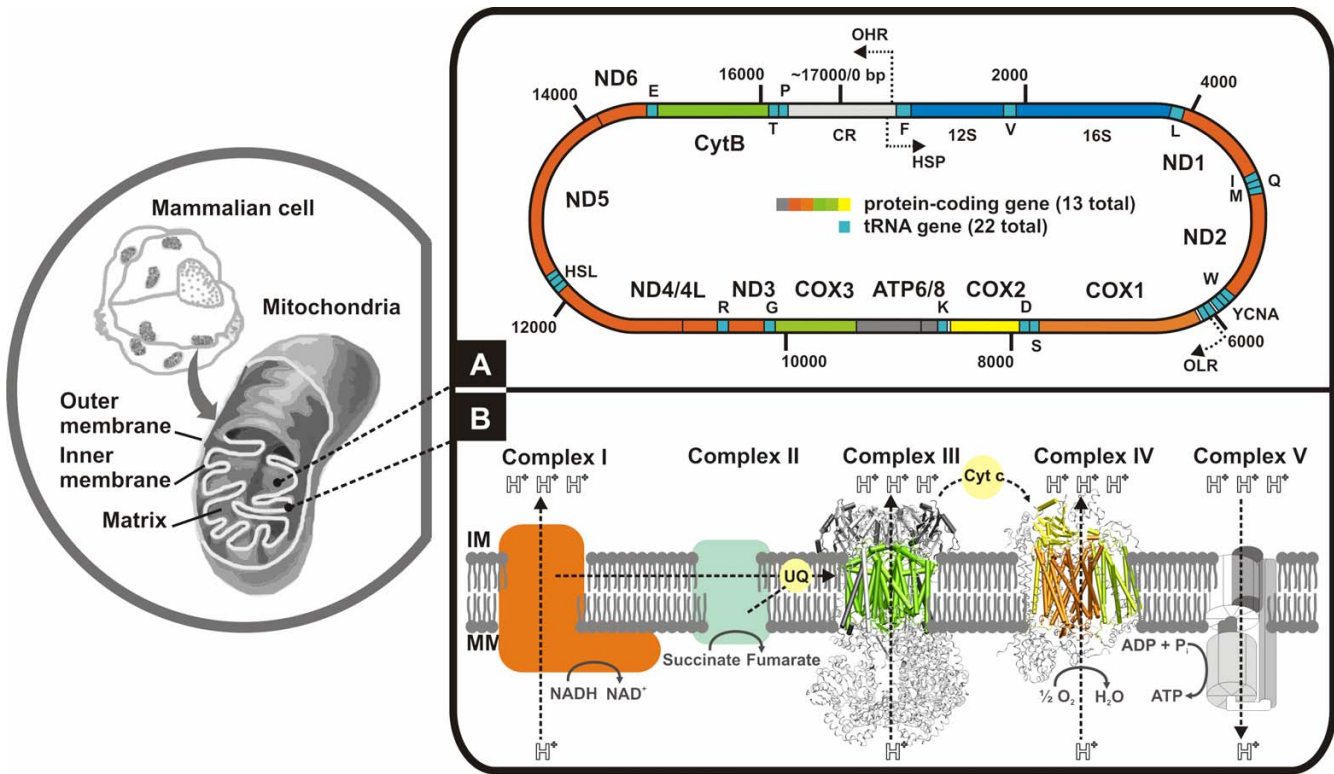 Mammalian cell
Mitochondria
Outer
membrane
Inner
membrane
Matrix
A
OHR
ND6 E 16000 P ~17000/0 bp 2000 4000
14000
T CR F 12S V 16S L
CytB HSP ND1
I Q
M
ND5 protein-coding gene (13 total)
tRNA gene (22 total) ND2
HSL W
ND4/4L R ND3 G COX3 ATP6/8 K COX2 D COX1 YCNA
12000 10000 8000 S 6000
OLR
B
Complex I Complex II Complex III Cyt c Complex IV Complex V
H+ H+ H+ H+ H+ H+ H+ H+ H+ H+ H+ H+
IM
UQ
MM
Succinate Fumarate ADP + Pi
NADH NAD+ ½ O2 H2O ATP
H+ H+ H+ H+